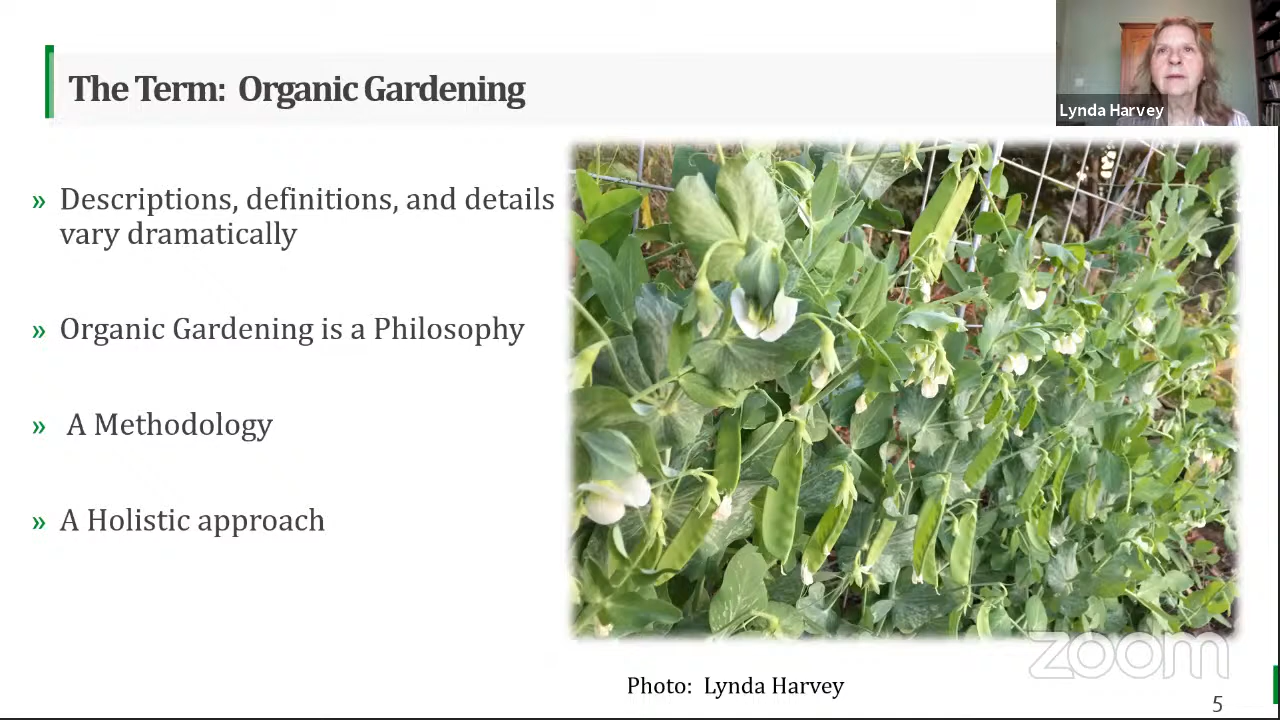 The Term:  Organic Gardening
Lynda Harvey
» Descriptions, definitions, and details
vary dramatically
» Organic Gardening is a Philosophy
» A Methodology
» A Holistic approach
zoom
Photo:  Lynda Harvey
5